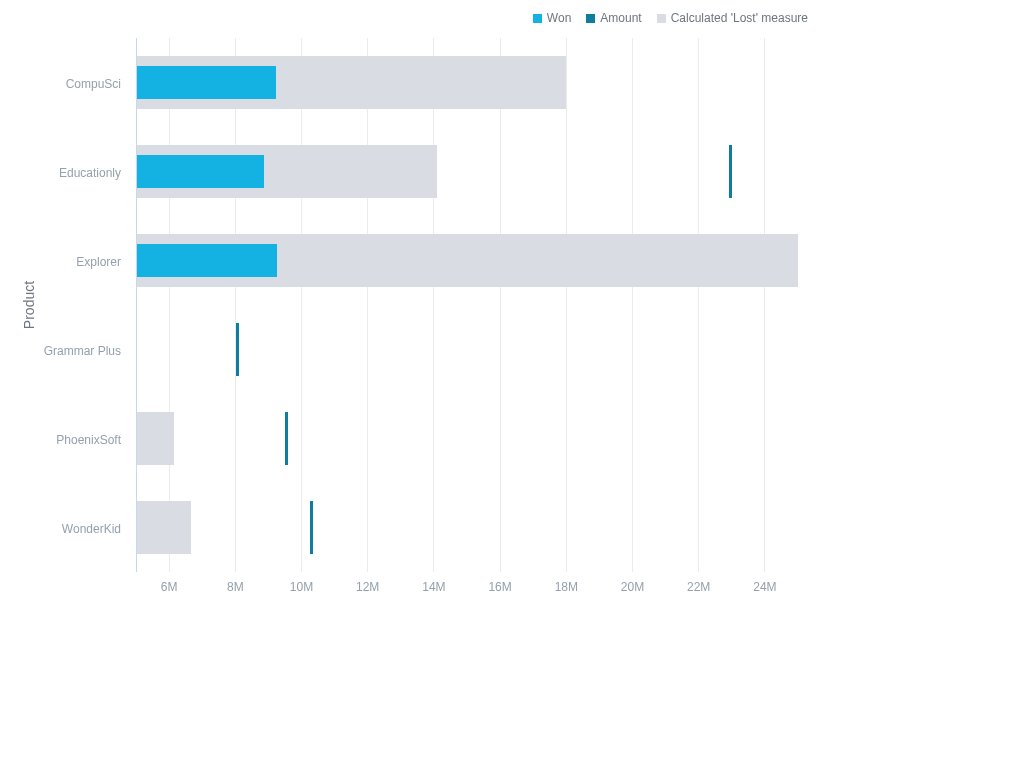 Won Amount Calculated 'Lost' measure
CompuSci
Educationly
Explorer
Product
Grammar Plus
PhoenixSoft
WonderKid
6M 8M 10M 12M 14M 16M 18M 20M 22M 24M